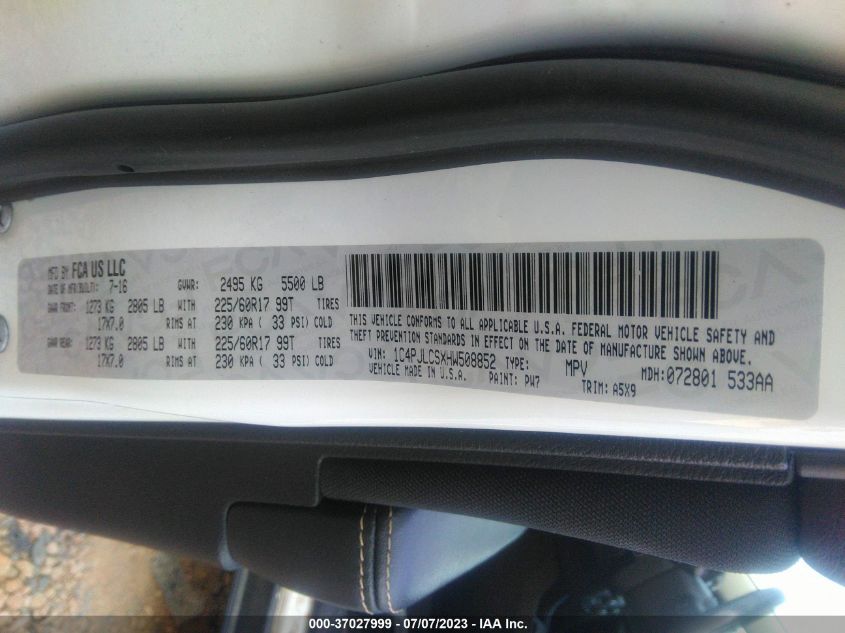 MFD BY FCA US LLC
DATE OF MFR(BULFI: 7-16 GVWR: 2495 KG 5500 LB
GAWR FRONT: 1273 KG 2805 LB WITH 225/60R17 99T TIRES
17X7.0 RIMS AT 230 KPA ( 33 PSI) COLD
GAWR REAR: 1273 KG 2805 LB WITH 225/60R17 99T TIRES
17X7.0 RIMS AT 230 KPA ( 33 PSI) COLD
THIS VEHICLE CONFORMS TO ALL APPLICABLE U.S.A. FEDERAL MOTOR VEHICLE SAFETY AND
THEFT PREVENTION STANDARDS IN EFFECT ON THE DATE OF MANUFACTURE SHOWN ABOVE.
VIN: 1C4PJLCSXHW508852 TYPE: MPV MDH: 072801 533AA
VEHICLE MADE IN U.S.A. PAINT: PW7 TRIM: A5X9
000-37027999 / 07/07/2023 - IAA Inc.